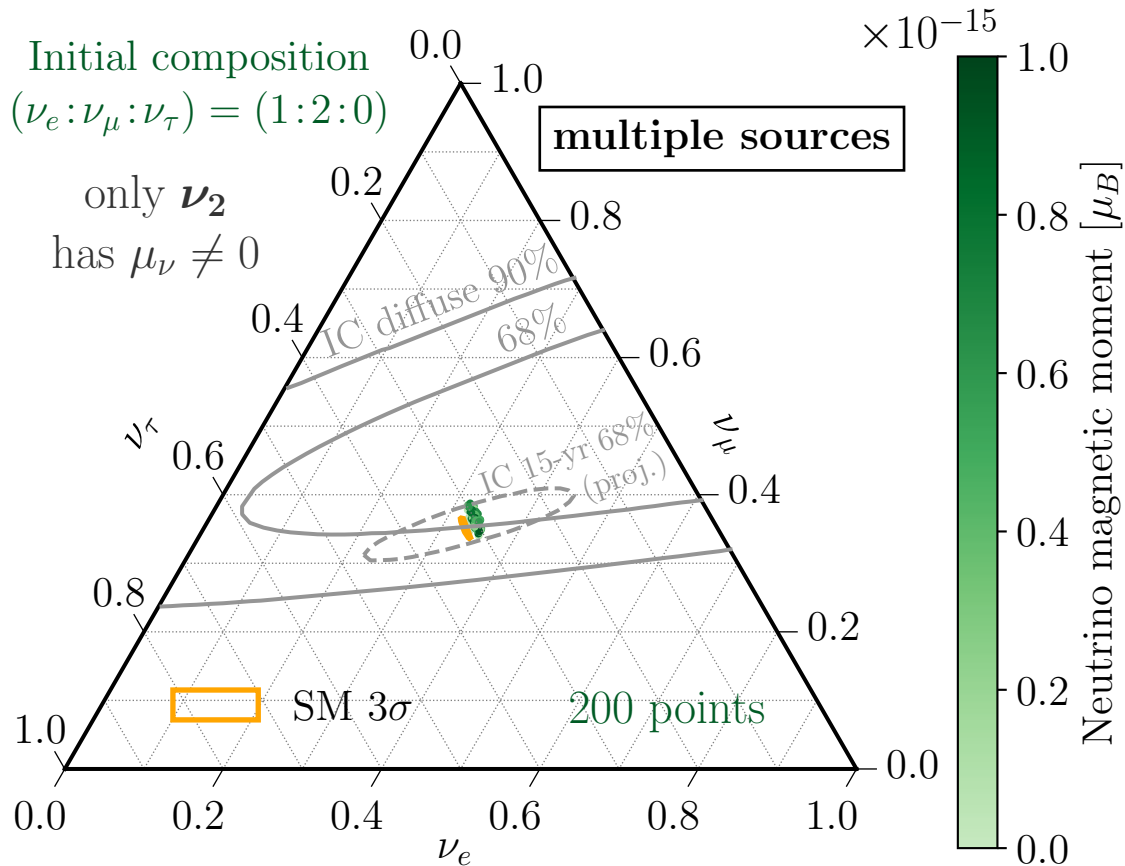 Initial composition
(νₑ:ν_μ:ν_τ) = (1:2:0)
only ν₂
has μ_ν ≠ 0
multiple sources
×10⁻¹⁵
0.0
0.2
0.4
0.6
0.8
1.0
ν_τ
1.0
0.8
0.6
0.4
0.2
0.0
ν_μ
IC diffuse 90%
68%
IC 15-yr 68%
(proj.)
SM 3σ
200 points
0.0
0.2
0.4
0.6
0.8
1.0
νₑ
1.0
0.8
0.6
0.4
0.2
0.0
Neutrino magnetic moment [μ_B]